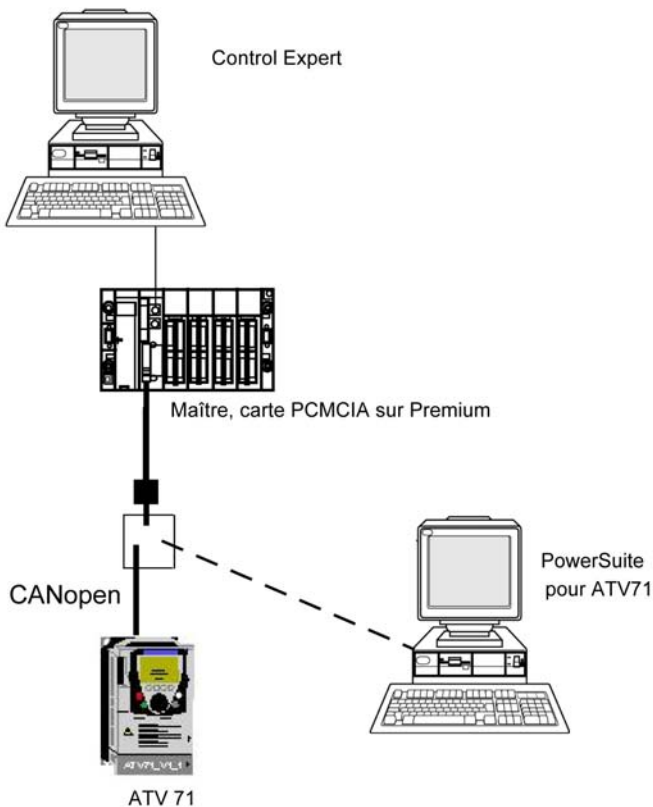 Control Expert
Maître, carte PCMCIA sur Premium
PowerSuite
pour ATV71
CANopen
ATV 71